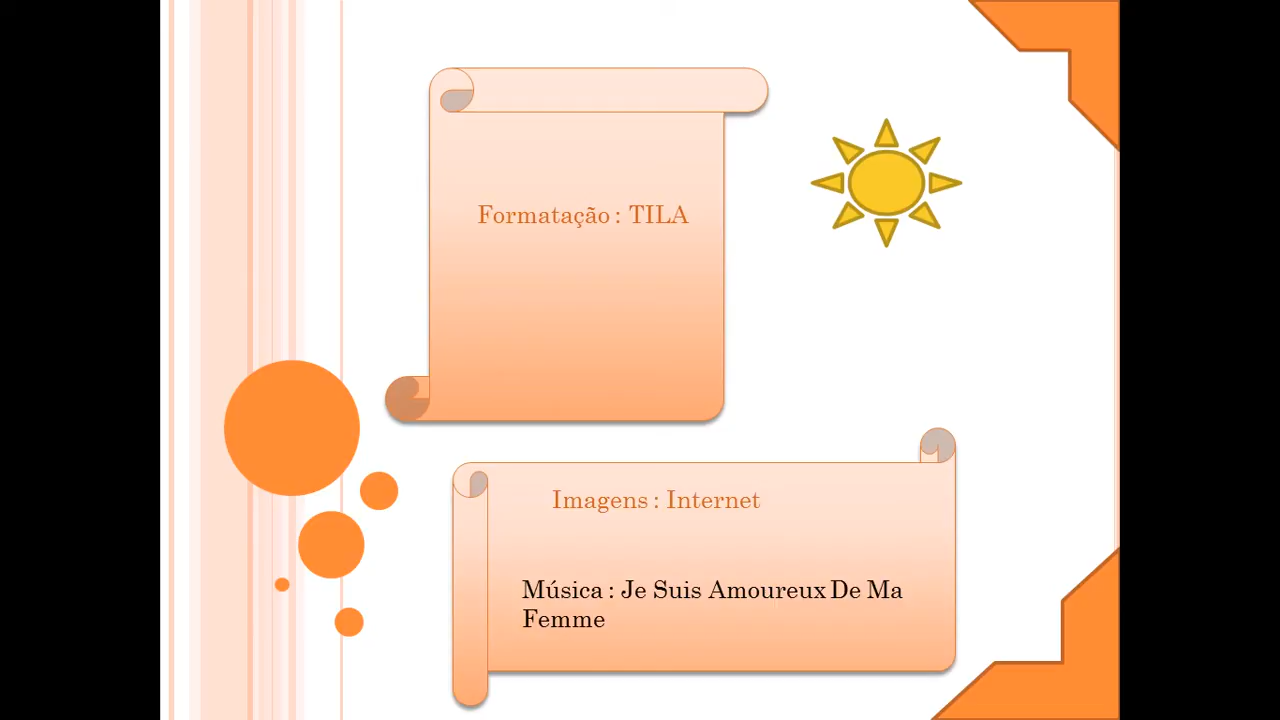 Formatação : TILA
Imagens : Internet
Música : Je Suis Amoureux De Ma
Femme